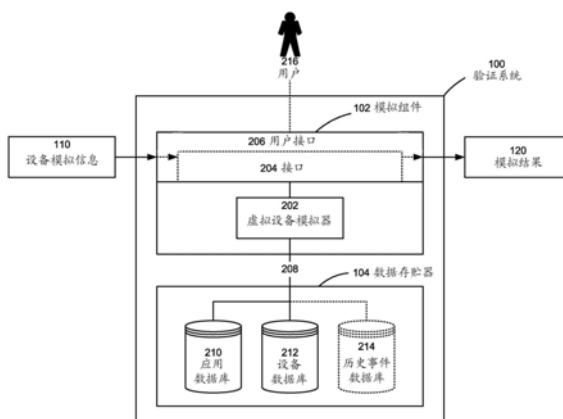 216
用户
100
验证系统
102 模拟组件
206 用户接口
110
设备模拟信息
204 接口
120
模拟结果
202
虚拟设备模拟器
208
104 数据存贮器
210
应用
数据库
212
设备
数据库
214
历史事件
数据库